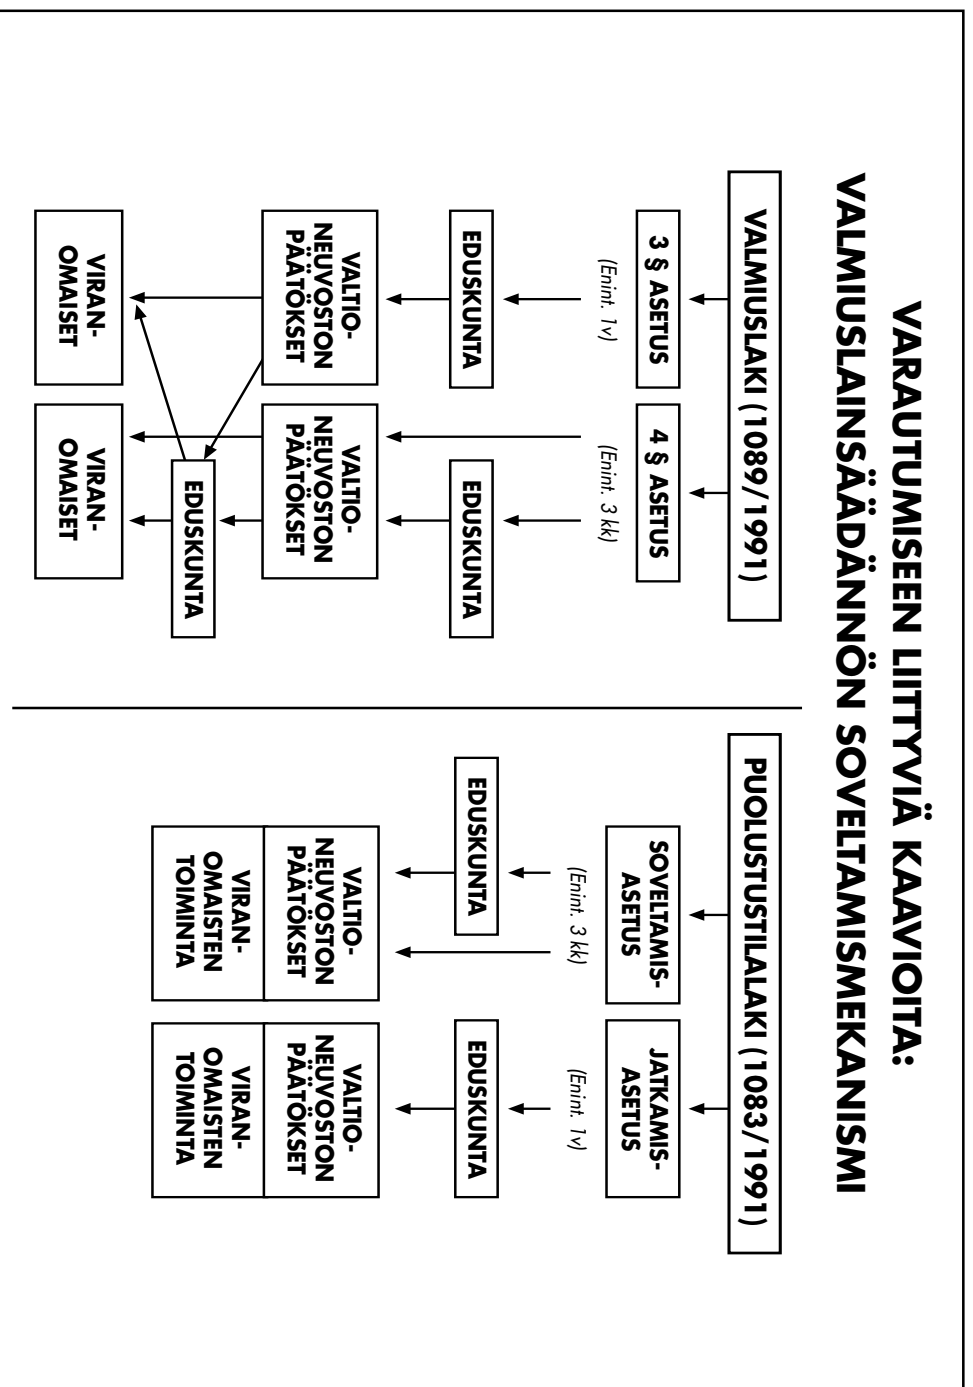 VARAUTUMISEEN LIITTYVIÄ KAAVIOITA:
VALMIUSLAINSÄÄDÄNNÖN SOVELTAMISMEKANISMI
VALMIUSLAKI (1089/1991)
3 § ASETUS
4 § ASETUS
(Enint. 1v)
(Enint. 3 kk)
EDUSKUNTA
EDUSKUNTA
VALTIO-
NEUVOSTON
PÄÄTÖKSET
VALTIO-
NEUVOSTON
PÄÄTÖKSET
EDUSKUNTA
VIRAN-
OMAISET
VIRAN-
OMAISET
PUOLUSTUSTILALAKI (1083/1991)
SOVELTAMIS-
ASETUS
JATKAMIS-
ASETUS
(Enint. 3 kk)
(Enint. 1v)
EDUSKUNTA
EDUSKUNTA
VALTIO-
NEUVOSTON
PÄÄTÖKSET
VALTIO-
NEUVOSTON
PÄÄTÖKSET
VIRAN-
OMAISTEN
TOIMINTA
VIRAN-
OMAISTEN
TOIMINTA